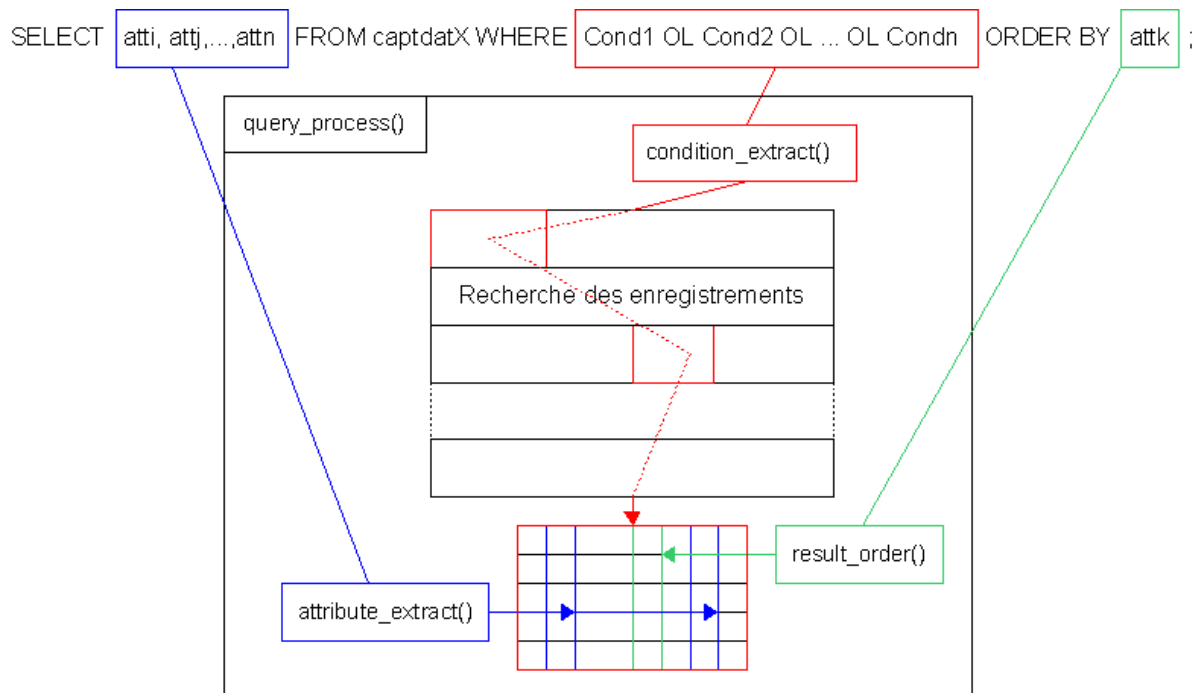 SELECT atti, attj,...,attn FROM captdatX WHERE Cond1 OL Cond2 OL ... OL Condn ORDER BY attk ;
query_process()
condition_extract()
Recherche des enregistrements
result_order()
attribute_extract()